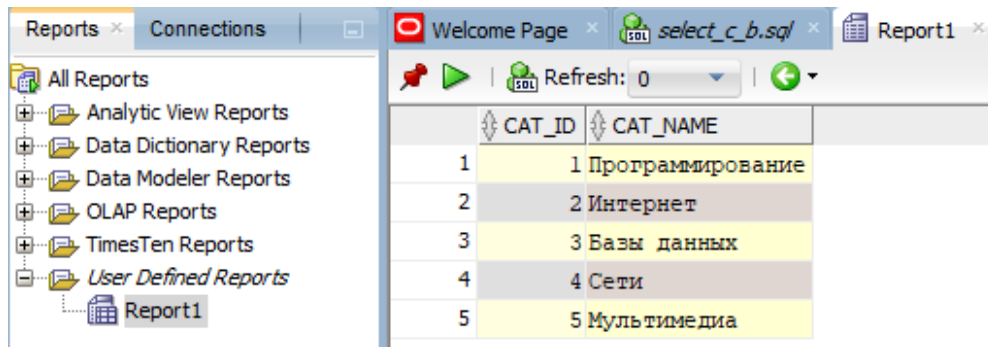 Reports Connections
Welcome Page select_c_b.sql Report1
All Reports
Analytic View Reports
Data Dictionary Reports
Data Modeler Reports
OLAP Reports
TimesTen Reports
User Defined Reports
Report1
SQL Refresh: 0
CAT_ID CAT_NAME
1 1 Программирование
2 2 Интернет
3 3 Базы данных
4 4 Сети
5 5 Мультимедиа